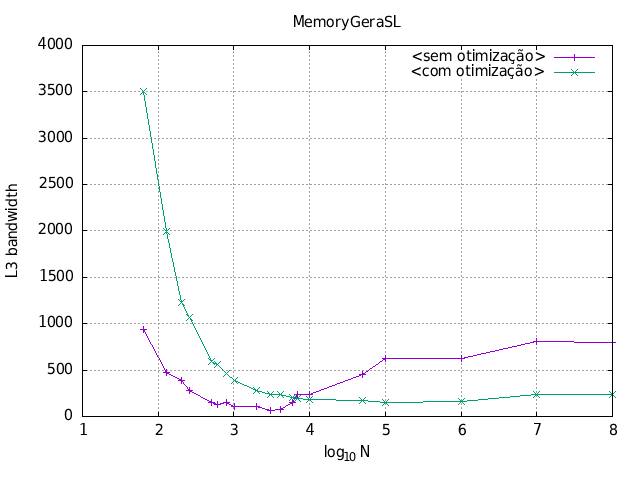 MemoryGeraSL
<sem otimização>
<com otimização>
4000
3500
3000
2500
2000
1500
1000
500
0
L3 bandwidth
1 2 3 4 5 6 7 8
log10 N